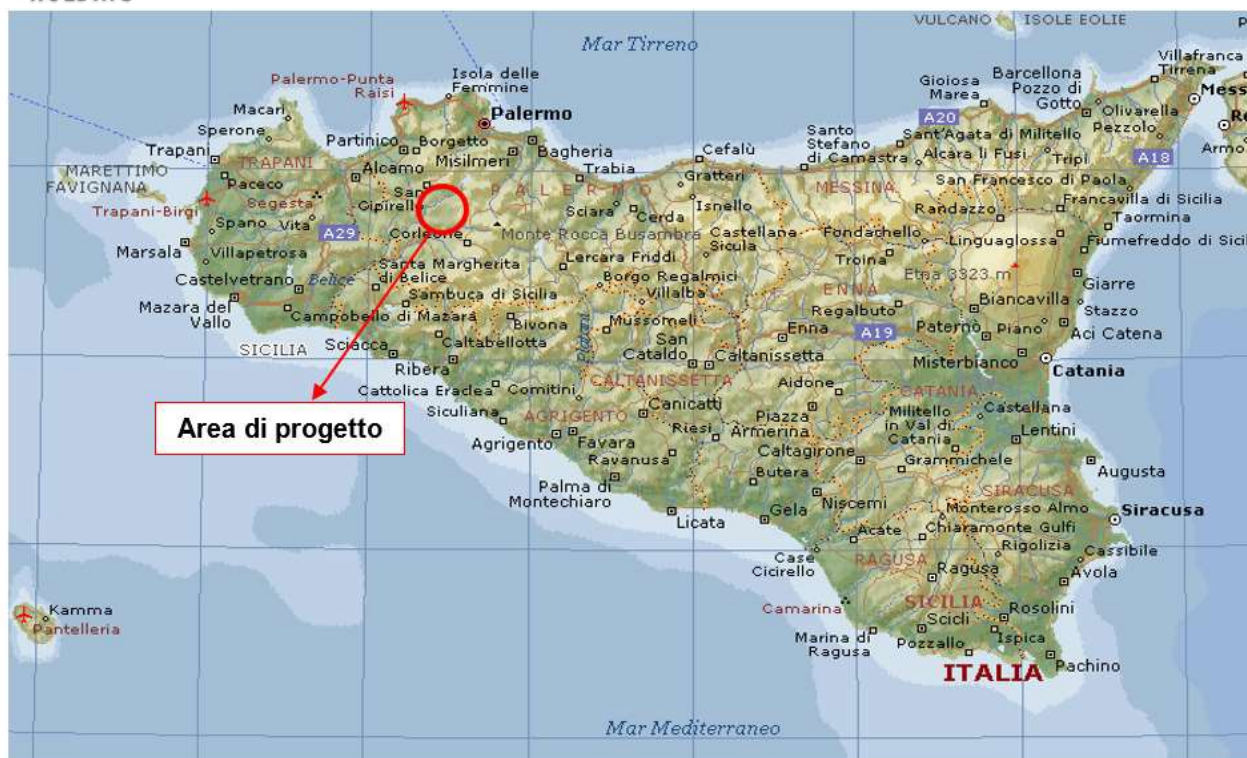 VULCANO
ISOLE EOLIE
Mar Tirreno
Palermo-Punta
Raisi
Isola delle
Femmine
Villafranca
Tirrena
Barcellona
Pozzo di
Gotto
Gioiosa
Marea
Macari
Palermo
Olivarella
Mess
Sperone
Partinico
Borgetto
A20
Sant'Agata di Militello
Pezzolo
Re
Trapani
TRAPANI
Misilmeri
Bagheria
Cefalù
Santo
Stefano
di Camastra
Alcara li Fusi
Tripi
A18
Armo
MARETTIMO
FAVIGNANA
Paceco
Alcamo
Trabia
Gratteri
MESSINA
San Francesco di Paola
Segesta
San
Gipirello
PALERMO
Isnello
Randazzo
Francavilla di Sicilia
Trapani-Birgi
Sciara
Cerda
Taormina
Spano
Vita
A29
Corleone
Monte Rocca Busambra
Castellana
Sicula
Fondachello
Linguaglossa
Fiumefreddo di Sici
Marsala
Villapetrosa
Santa Margherita
di Belice
Lercara Friddi
Troina
Castelvetrano
Belice
Borgo Regalmici
Etna 3323 m
Giarre
Sambuca di Sicilia
Villalba
ENNA
Mazara del
Vallo
Campobello di Mazara
Bivona
Mussomeli
Regalbuto
Biancavilla
Stazzo
Platani
Enna
A19
Paternò
Piano
Aci Catena
SICILIA
Sciacca
Caltabellotta
San
Cataldo
Caltanissetta
Misterbianco
Ribera
Catania
Cattolica Eraclea
Comitini
CALTANISSETTA
Aidone
CATANIA
Area di progetto
Siculiana
AGRIGENTO
Canicatti
Piazza
Armerina
Militello
in Val di
Catania
Castellana
Agrigento
Favara
Riesi
Lentini
Ravanusa
Caltagirone
Grammichele
Augusta
Palma di
Montechiaro
Butera
SIRACUSA
Niscemi
Monterosso Almo
Licata
Gela
Acate
Chiaramonte Gulfi
Siracusa
Case
Cicirello
RAGUSA
Rigolizia
Cassibile
Ragusa
Avola
Kamma
Camarina
SICILIA
Rosolini
Pantelleria
Scicli
Marina di
Ragusa
Pozzallo
Ispica
Pachino
ITALIA
Mar Mediterraneo